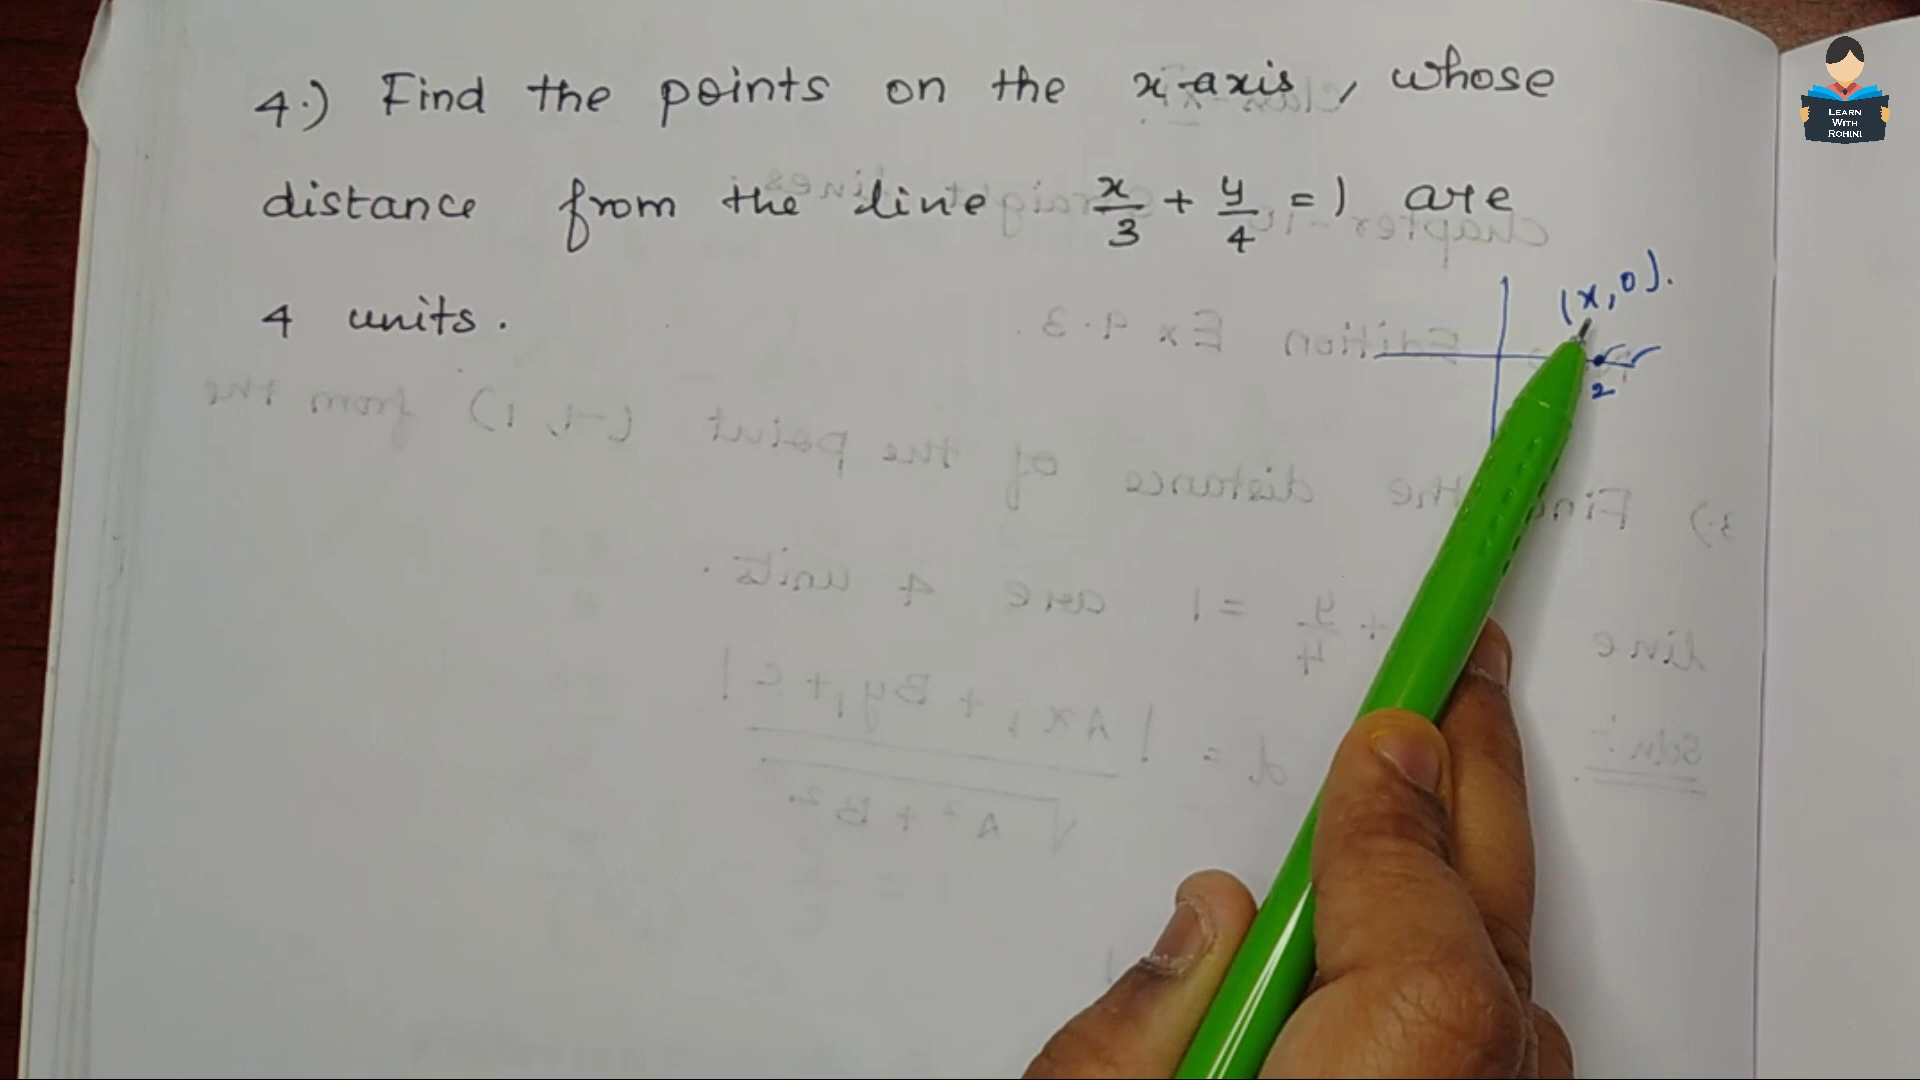 4.) Find the points on the x-axis, whose
distance from the line x/3 + y/4 = 1 are
4 units.
(x, 0).
2
LEARN
WITH
ROHINI